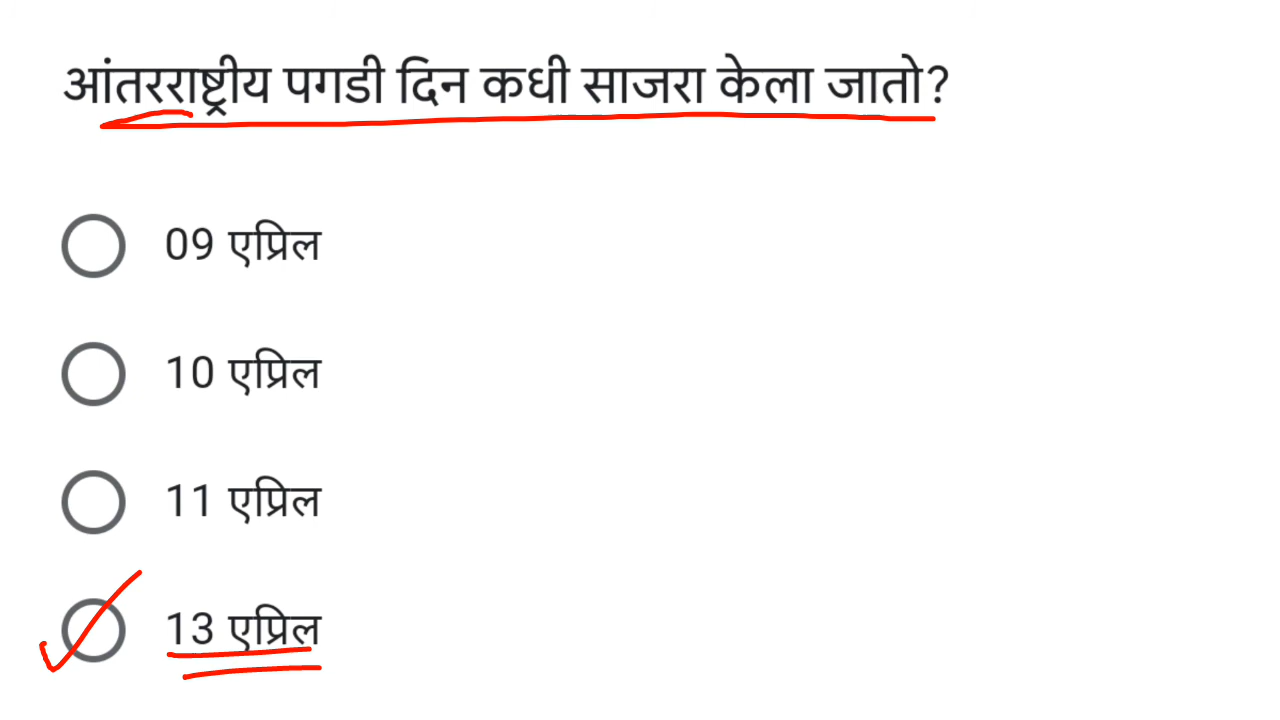 आंतरराष्ट्रीय पगडी दिन कधी साजरा केला जातो?
09 एप्रिल
10 एप्रिल
11 एप्रिल
13 एप्रिल